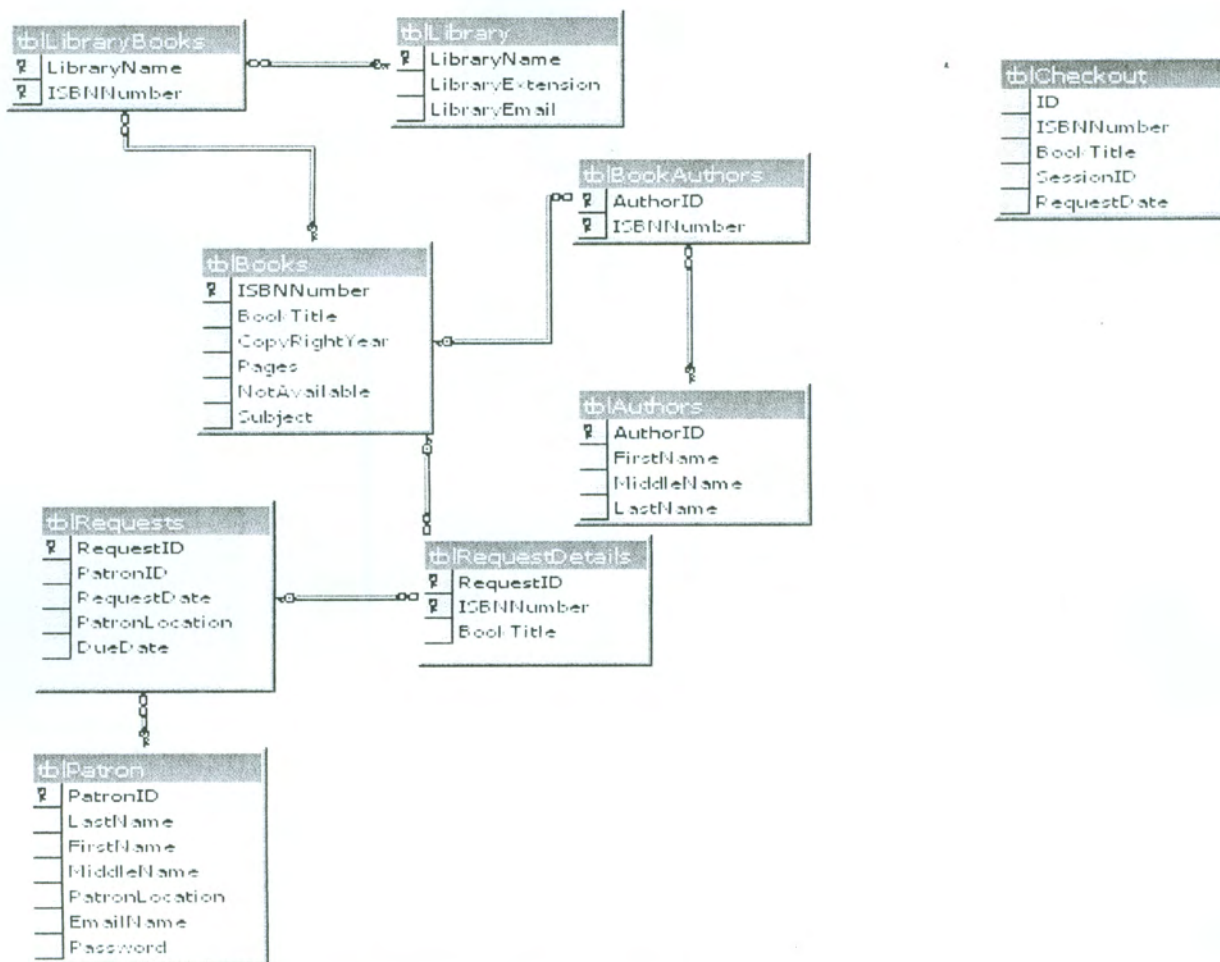 tblLibraryBooks
LibraryName
ISBNNumber
tblLibrary
LibraryName
LibraryExtension
LibraryEmail
tblCheckout
ID
ISBNNumber
BookTitle
SessionID
RequestDate
tblBookAuthors
AuthorID
ISBNNumber
tblBooks
ISBNNumber
BookTitle
CopyRightYear
Pages
NotAvailable
Subject
tblAuthors
AuthorID
FirstName
MiddleName
LastName
tblRequests
RequestID
PatronID
RequestDate
PatronLocation
DueDate
tblRequestDetails
RequestID
ISBNNumber
BookTitle
tblPatron
PatronID
LastName
FirstName
MiddleName
PatronLocation
EmailName
Password